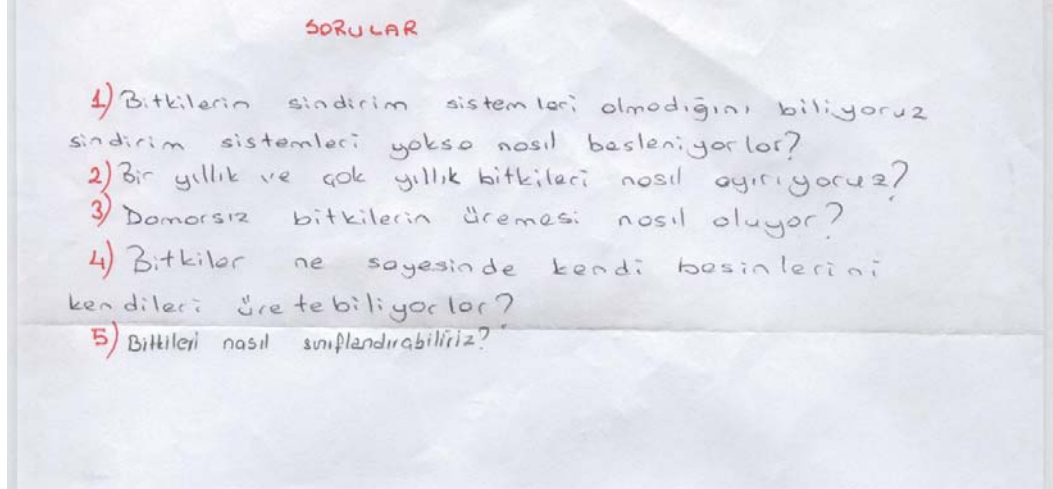 SORULAR
1) Bitkilerin sindirim sistemleri olmadığını biliyoruz
sindirim sistemleri yoksa nasıl besleniyorlar?
2) Bir yıllık ve çok yıllık bitkileri nasıl ayırıyoruz?
3) Damarsız bitkilerin üremesi nasıl oluyor?
4) Bitkiler ne sayesinde kendi besinlerini
kendileri üretebiliyorlar?
5) Bitkileri nasıl sınıflandırabiliriz?